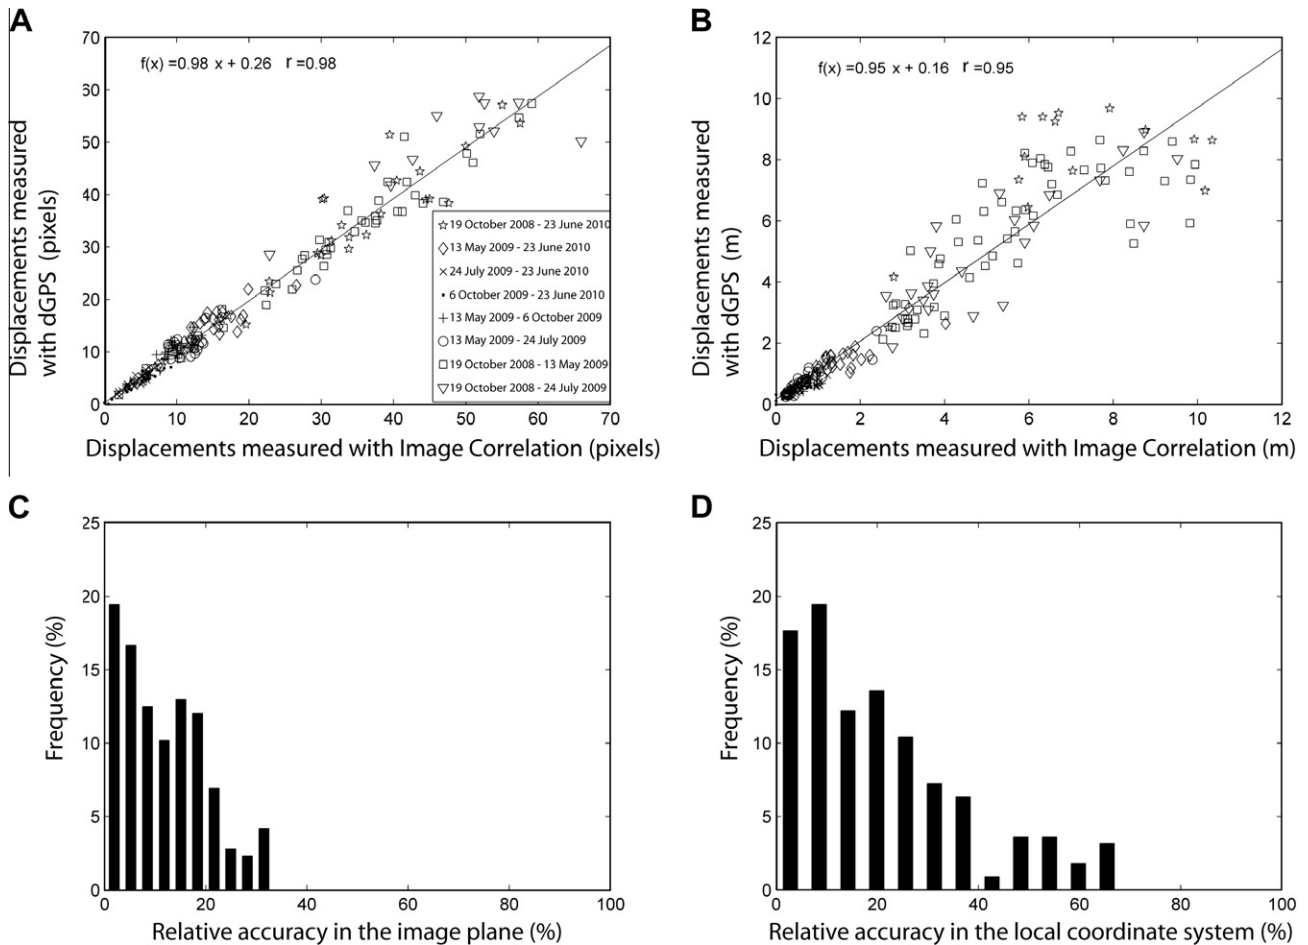 A
70
60
50
40
30
20
10
0
0 10 20 30 40 50 60 70
f(x) =0.98 x + 0.26 r =0.98
Displacements measured
with dGPS (pixels)
Displacements measured with Image Correlation (pixels)
19 October 2008 - 23 June 2010
13 May 2009 - 23 June 2010
24 July 2009 - 23 June 2010
6 October 2009 - 23 June 2010
13 May 2009 - 6 October 2009
13 May 2009 - 24 July 2009
19 October 2008 - 13 May 2009
19 October 2008 - 24 July 2009
B
12
10
8
6
4
2
0
0 2 4 6 8 10 12
f(x) =0.95 x + 0.16 r =0.95
Displacements measured
with dGPS (m)
Displacements measured with Image Correlation (m)
C
25
20
15
10
5
0
0 20 40 60 80 100
Frequency (%)
Relative accuracy in the image plane (%)
D
25
20
15
10
5
0
0 20 40 60 80 100
Frequency (%)
Relative accuracy in the local coordinate system (%)